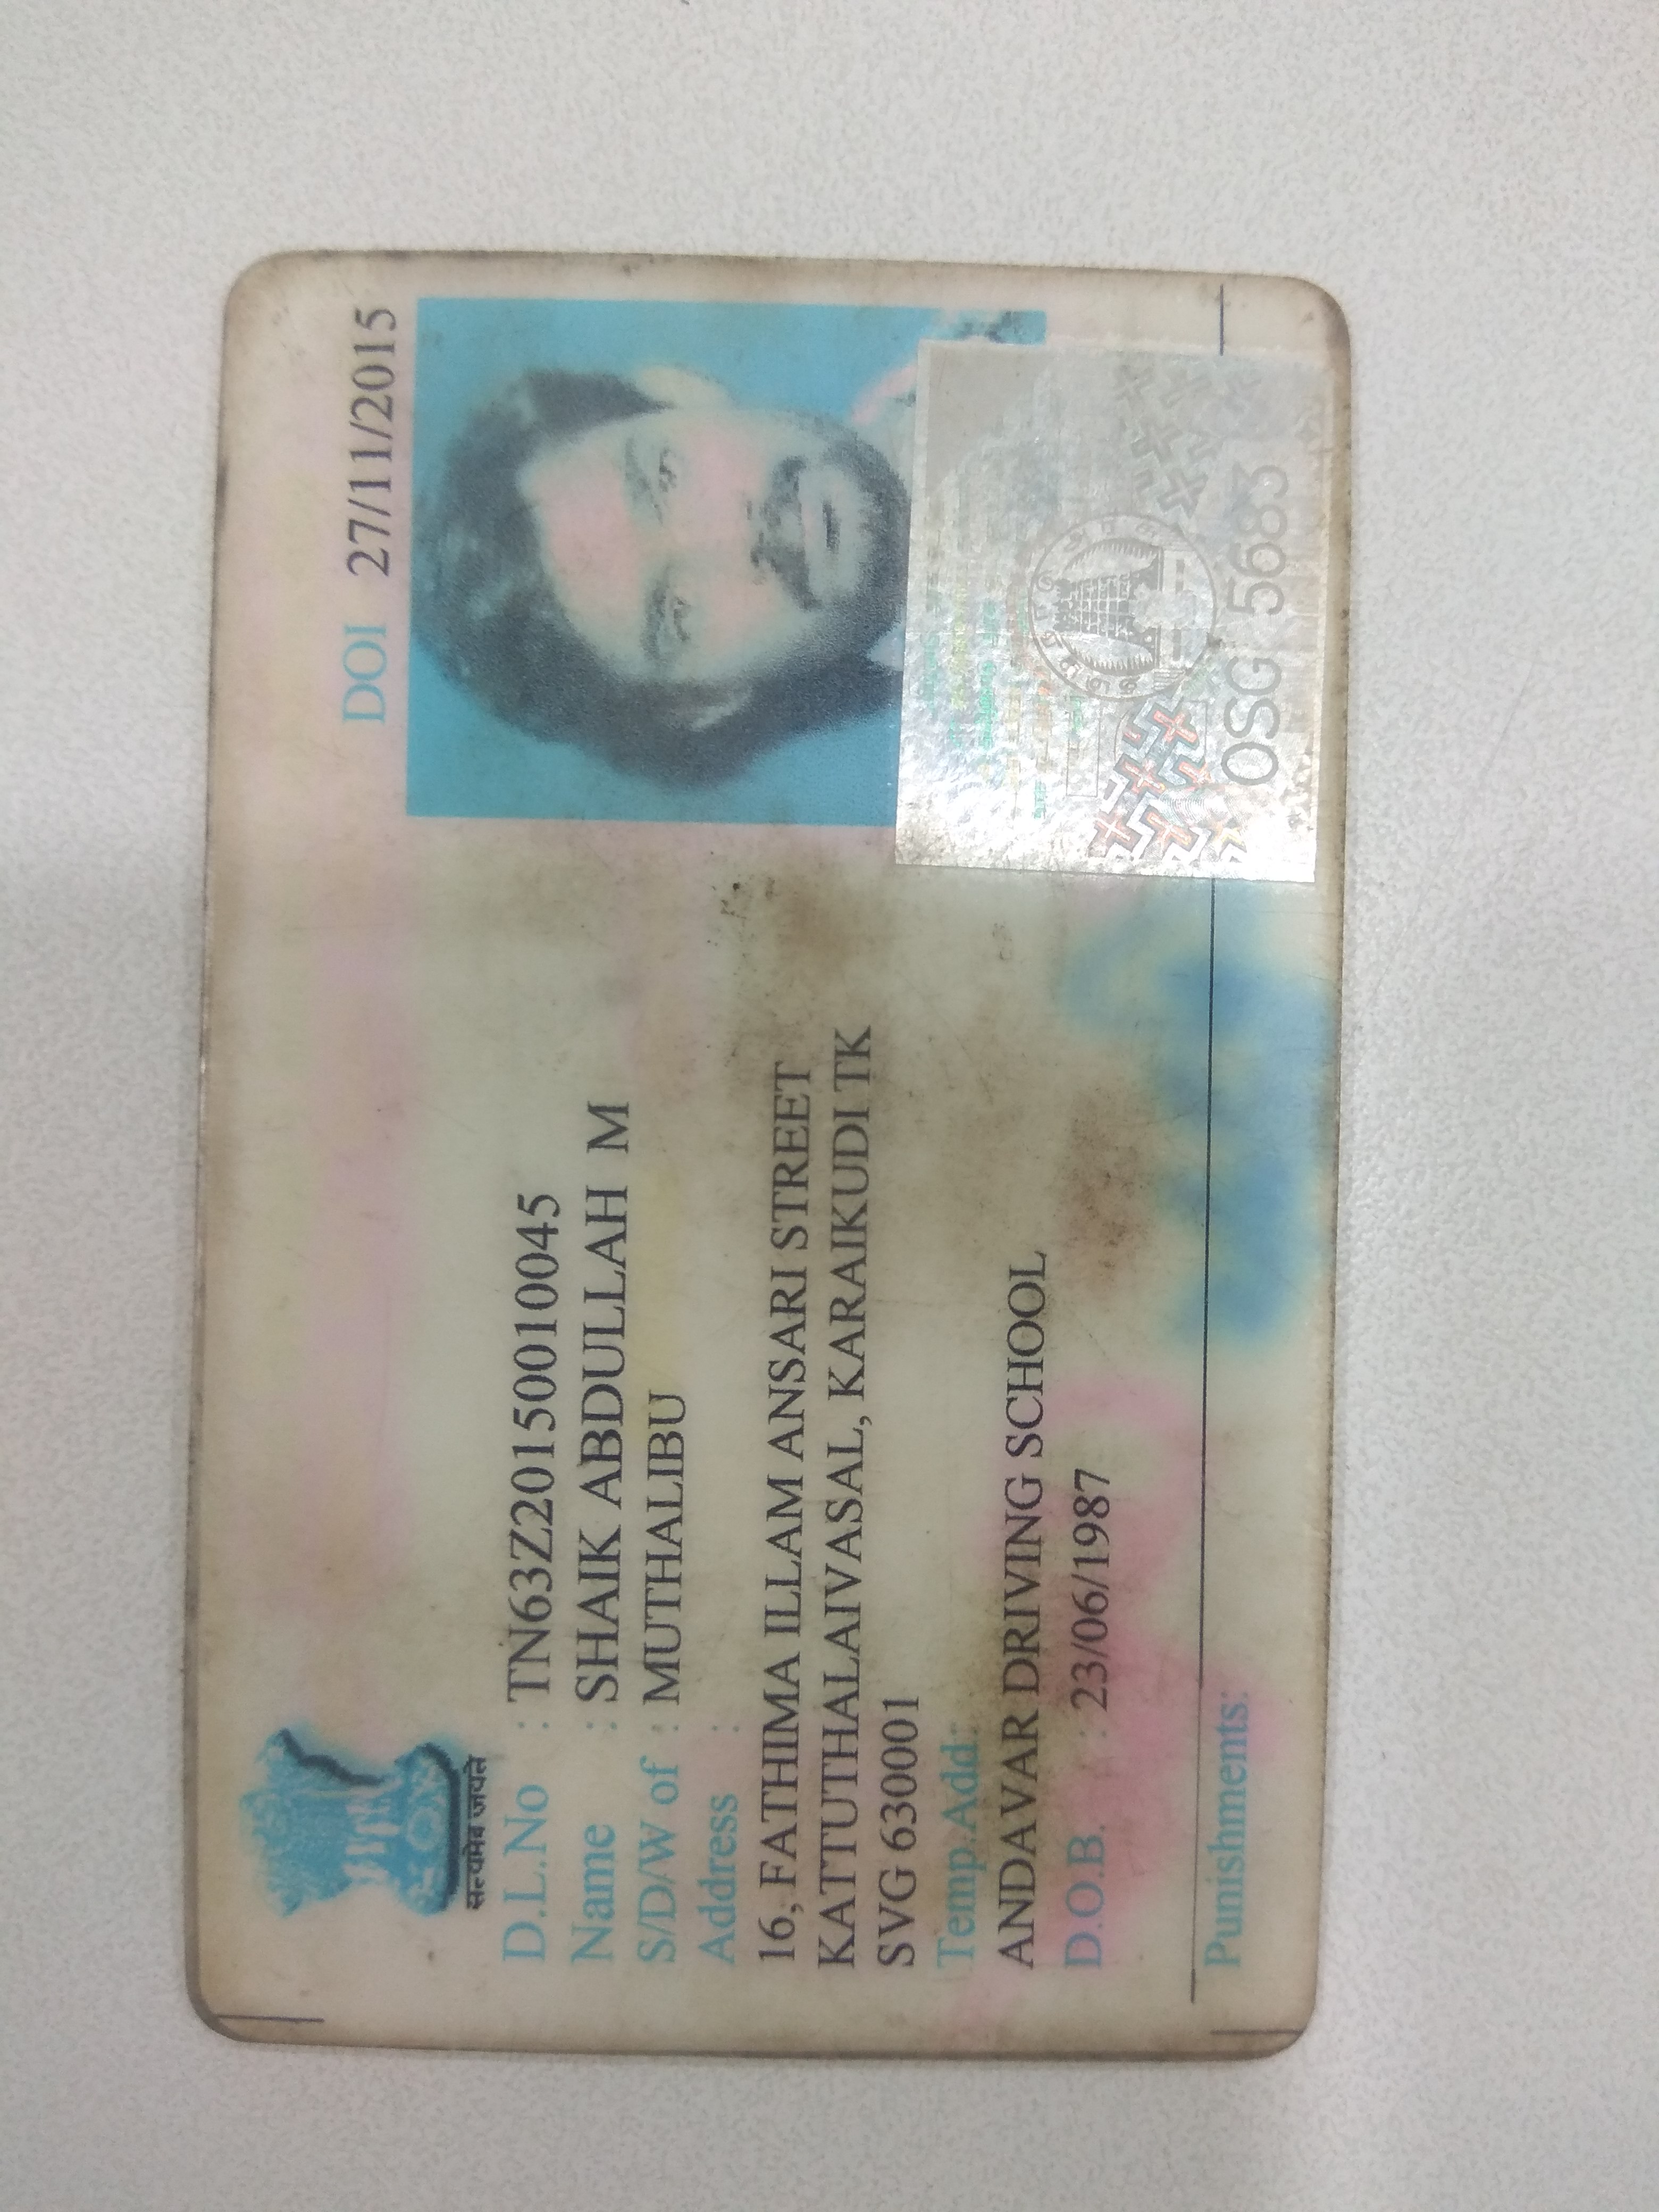 DOI 27/11/2015
सत्यमेव जयते
D.L.No : TN63Z20150010045
Name : SHAIK ABDULLAH M
S/D/W of : MUTHALIBU
Address :
16, FATHIMA ILLAM ANSARI STREET
KATTUTHALAIVASAL, KARAIKUDI TK
SVG 630001
Temp.Add:
ANDAVAR DRIVING SCHOOL
D.O.B. : 23/06/1987
OSG 5683
Punishments: